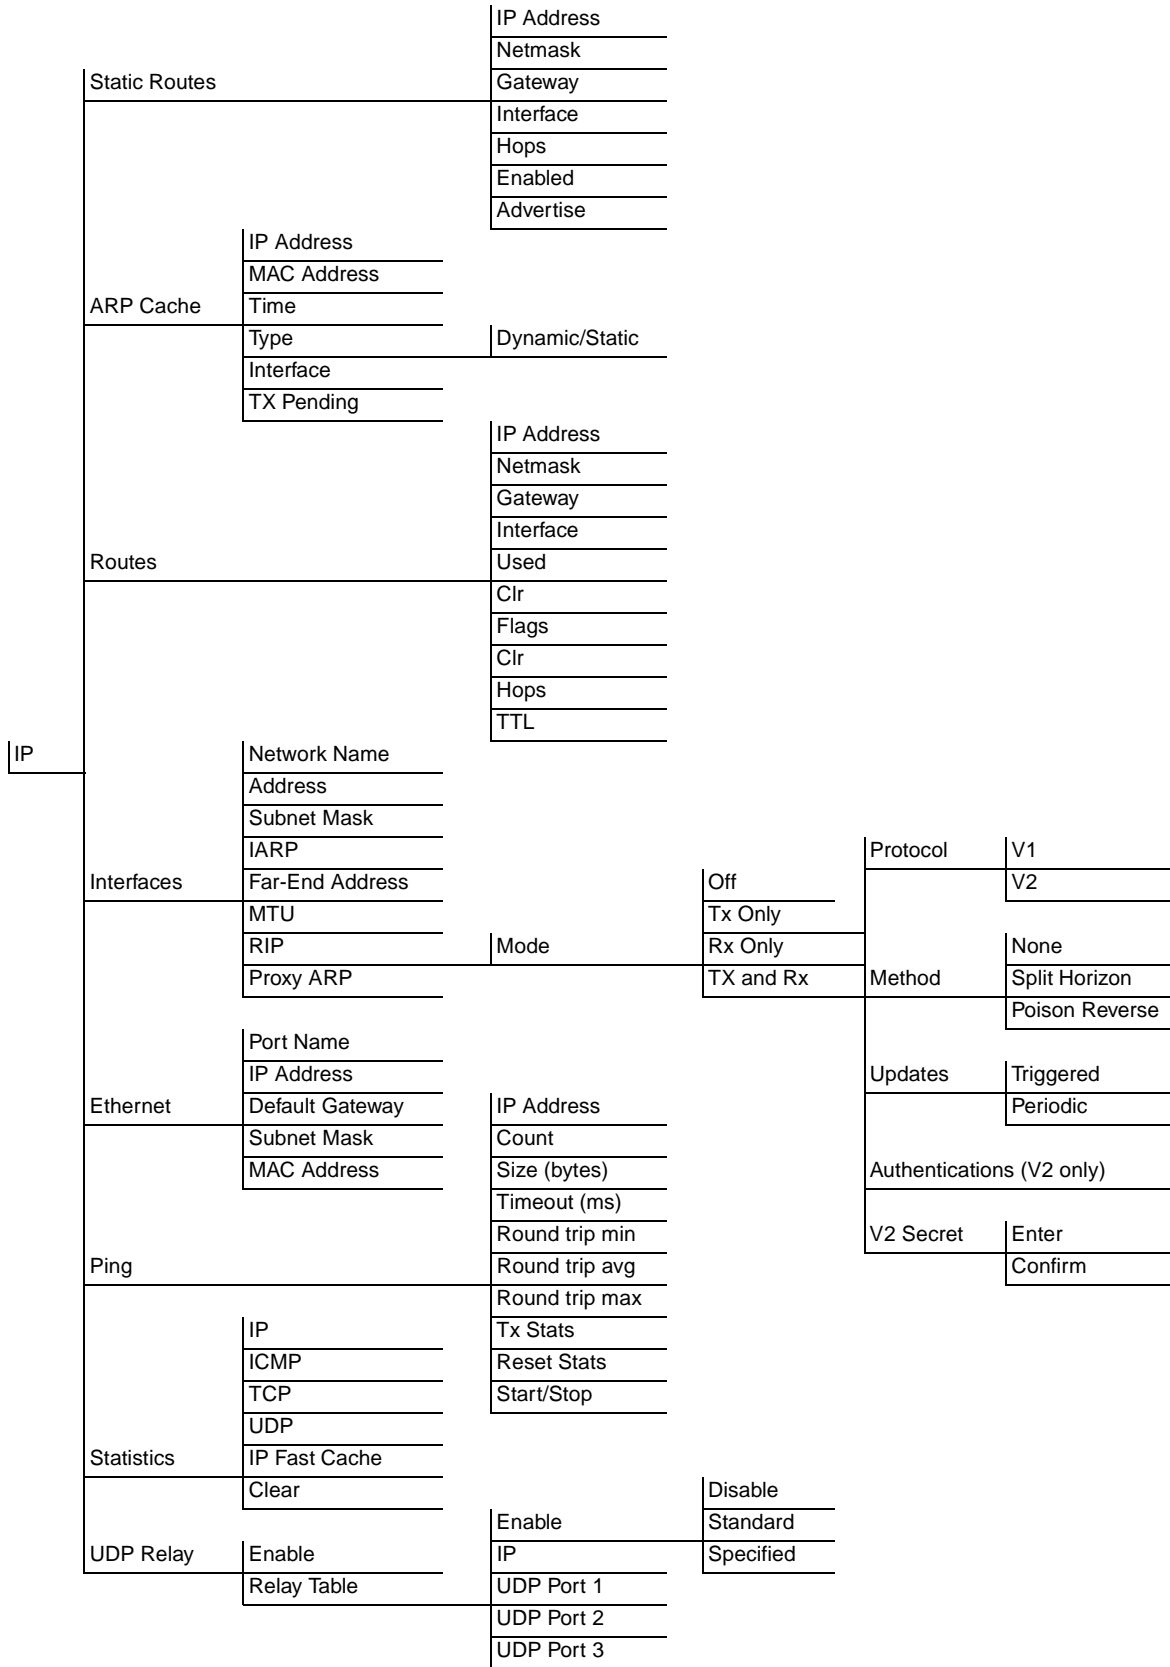 IP Address
Netmask
Static Routes
Gateway
Interface
Hops
Enabled
Advertise
IP Address
MAC Address
ARP Cache
Time
Type
Dynamic/Static
Interface
TX Pending
IP Address
Netmask
Gateway
Interface
Routes
Used
Clr
Flags
Clr
Hops
TTL
IP
Network Name
Address
Subnet Mask
IARP
Protocol
V1
Interfaces
Far-End Address
Off
V2
MTU
Tx Only
RIP
Mode
Rx Only
None
Proxy ARP
TX and Rx
Method
Split Horizon
Poison Reverse
Port Name
IP Address
Updates
Triggered
Ethernet
Default Gateway
IP Address
Periodic
Subnet Mask
Count
MAC Address
Size (bytes)
Authentications (V2 only)
Timeout (ms)
Round trip min
V2 Secret
Enter
Ping
Round trip avg
Confirm
Round trip max
IP
Tx Stats
ICMP
Reset Stats
TCP
Start/Stop
UDP
Statistics
IP Fast Cache
Clear
Disable
Enable
Standard
UDP Relay
Enable
IP
Specified
Relay Table
UDP Port 1
UDP Port 2
UDP Port 3